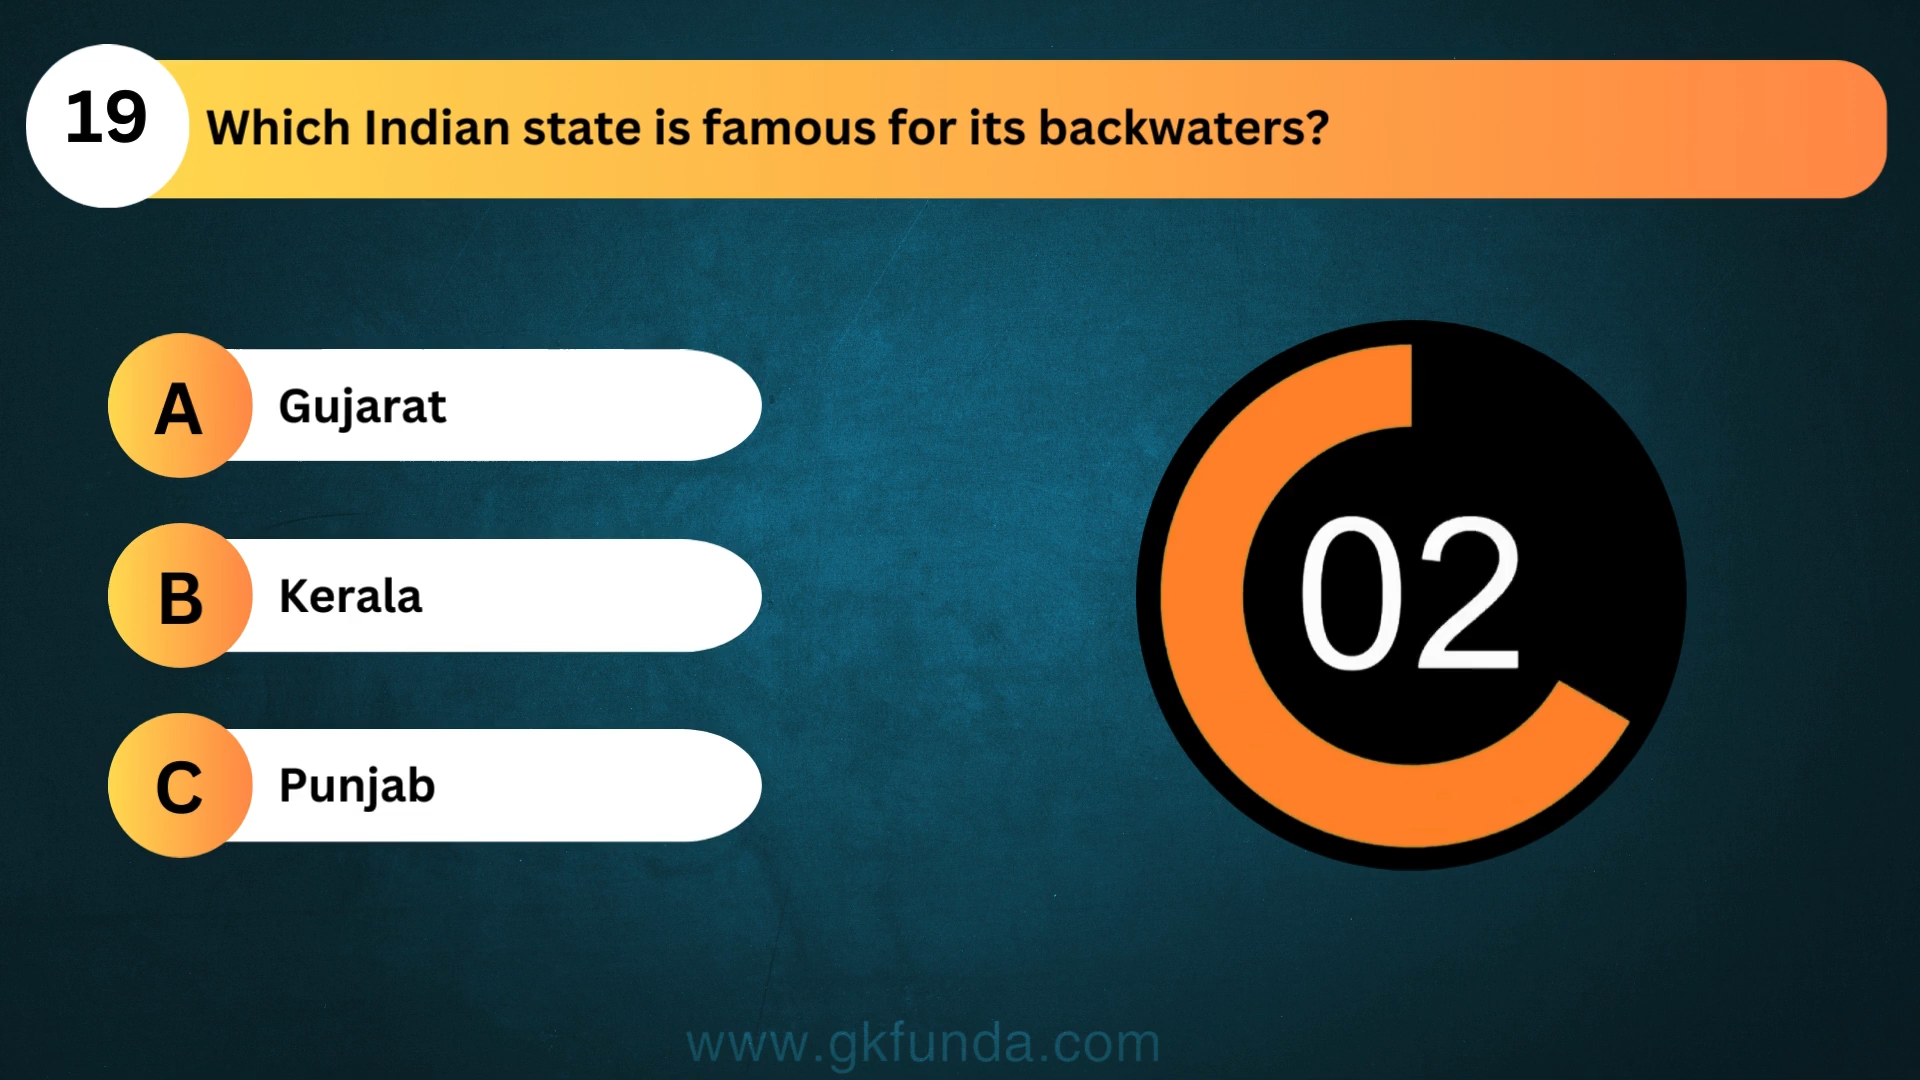 19
Which Indian state is famous for its backwaters?
A
Gujarat
B
Kerala
C
Punjab
02
www.gkfunda.com